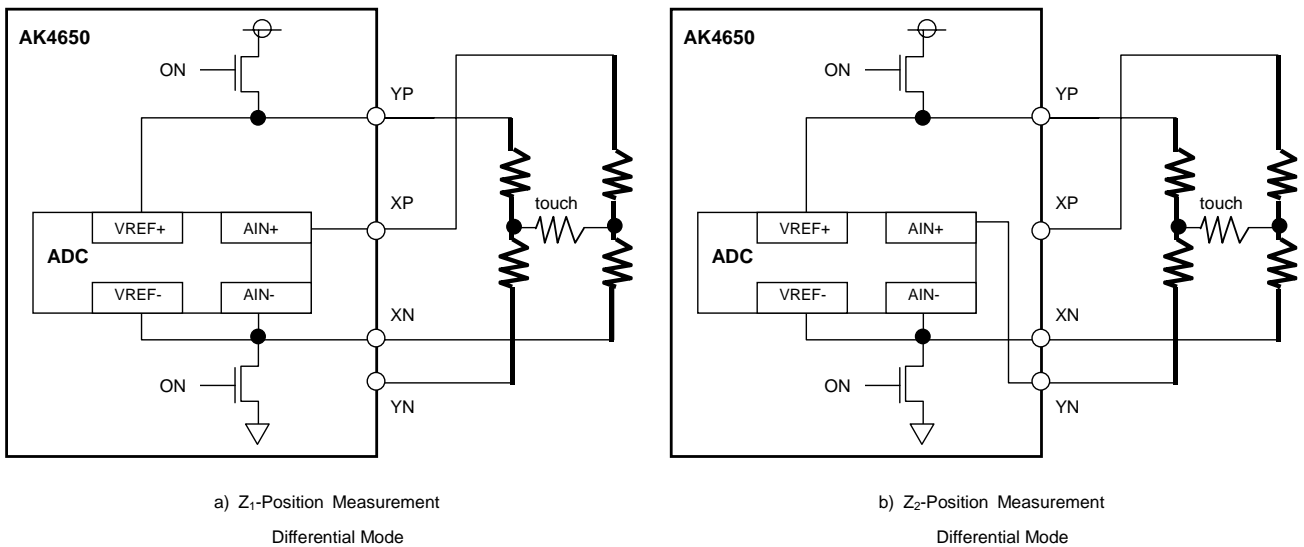 AK4650
ON
YP
XP
touch
VREF+
AIN+
ADC
VREF-
AIN-
XN
ON
YN
a) Z₁-Position Measurement
Differential Mode
AK4650
ON
YP
XP
touch
VREF+
AIN+
ADC
VREF-
AIN-
XN
ON
YN
b) Z₂-Position Measurement
Differential Mode